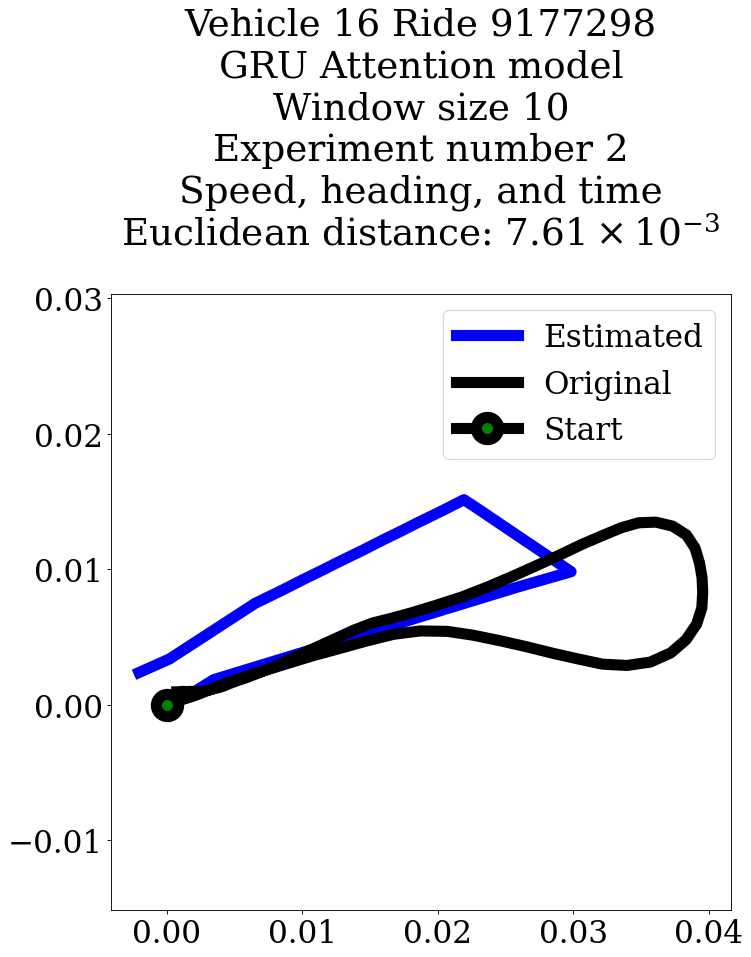 Vehicle 16 Ride 9177298
GRU Attention model
Window size 10
Experiment number 2
Speed, heading, and time
Euclidean distance: 7.61 × 10⁻³
0.03
Estimated
Original
Start
0.02
0.01
0.00
−0.01
0.00 0.01 0.02 0.03 0.04